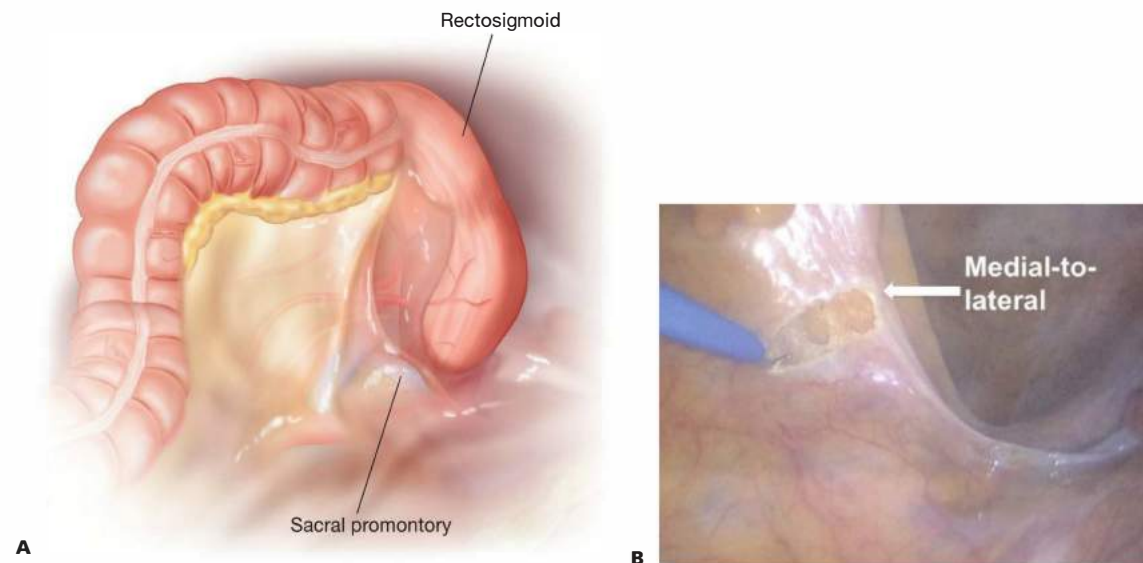 Rectosigmoid
Medial-to-
lateral
Sacral promontory
A
B